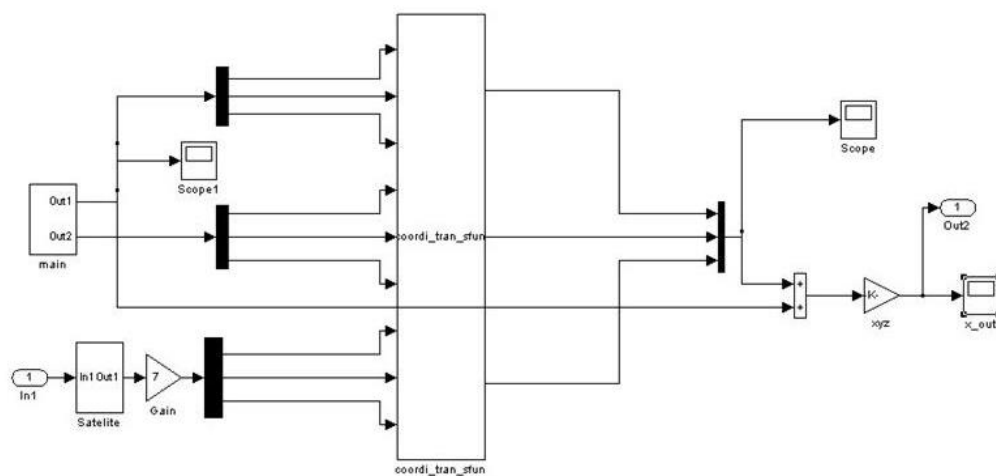 Scope1
Out1
Out2
main
coordi_tran_sfun
Scope
1
Out2
+
+
K-
xyz
x_out
1
In1
In1 Out1
Satelite
7
Gain
coordi_tran_sfun